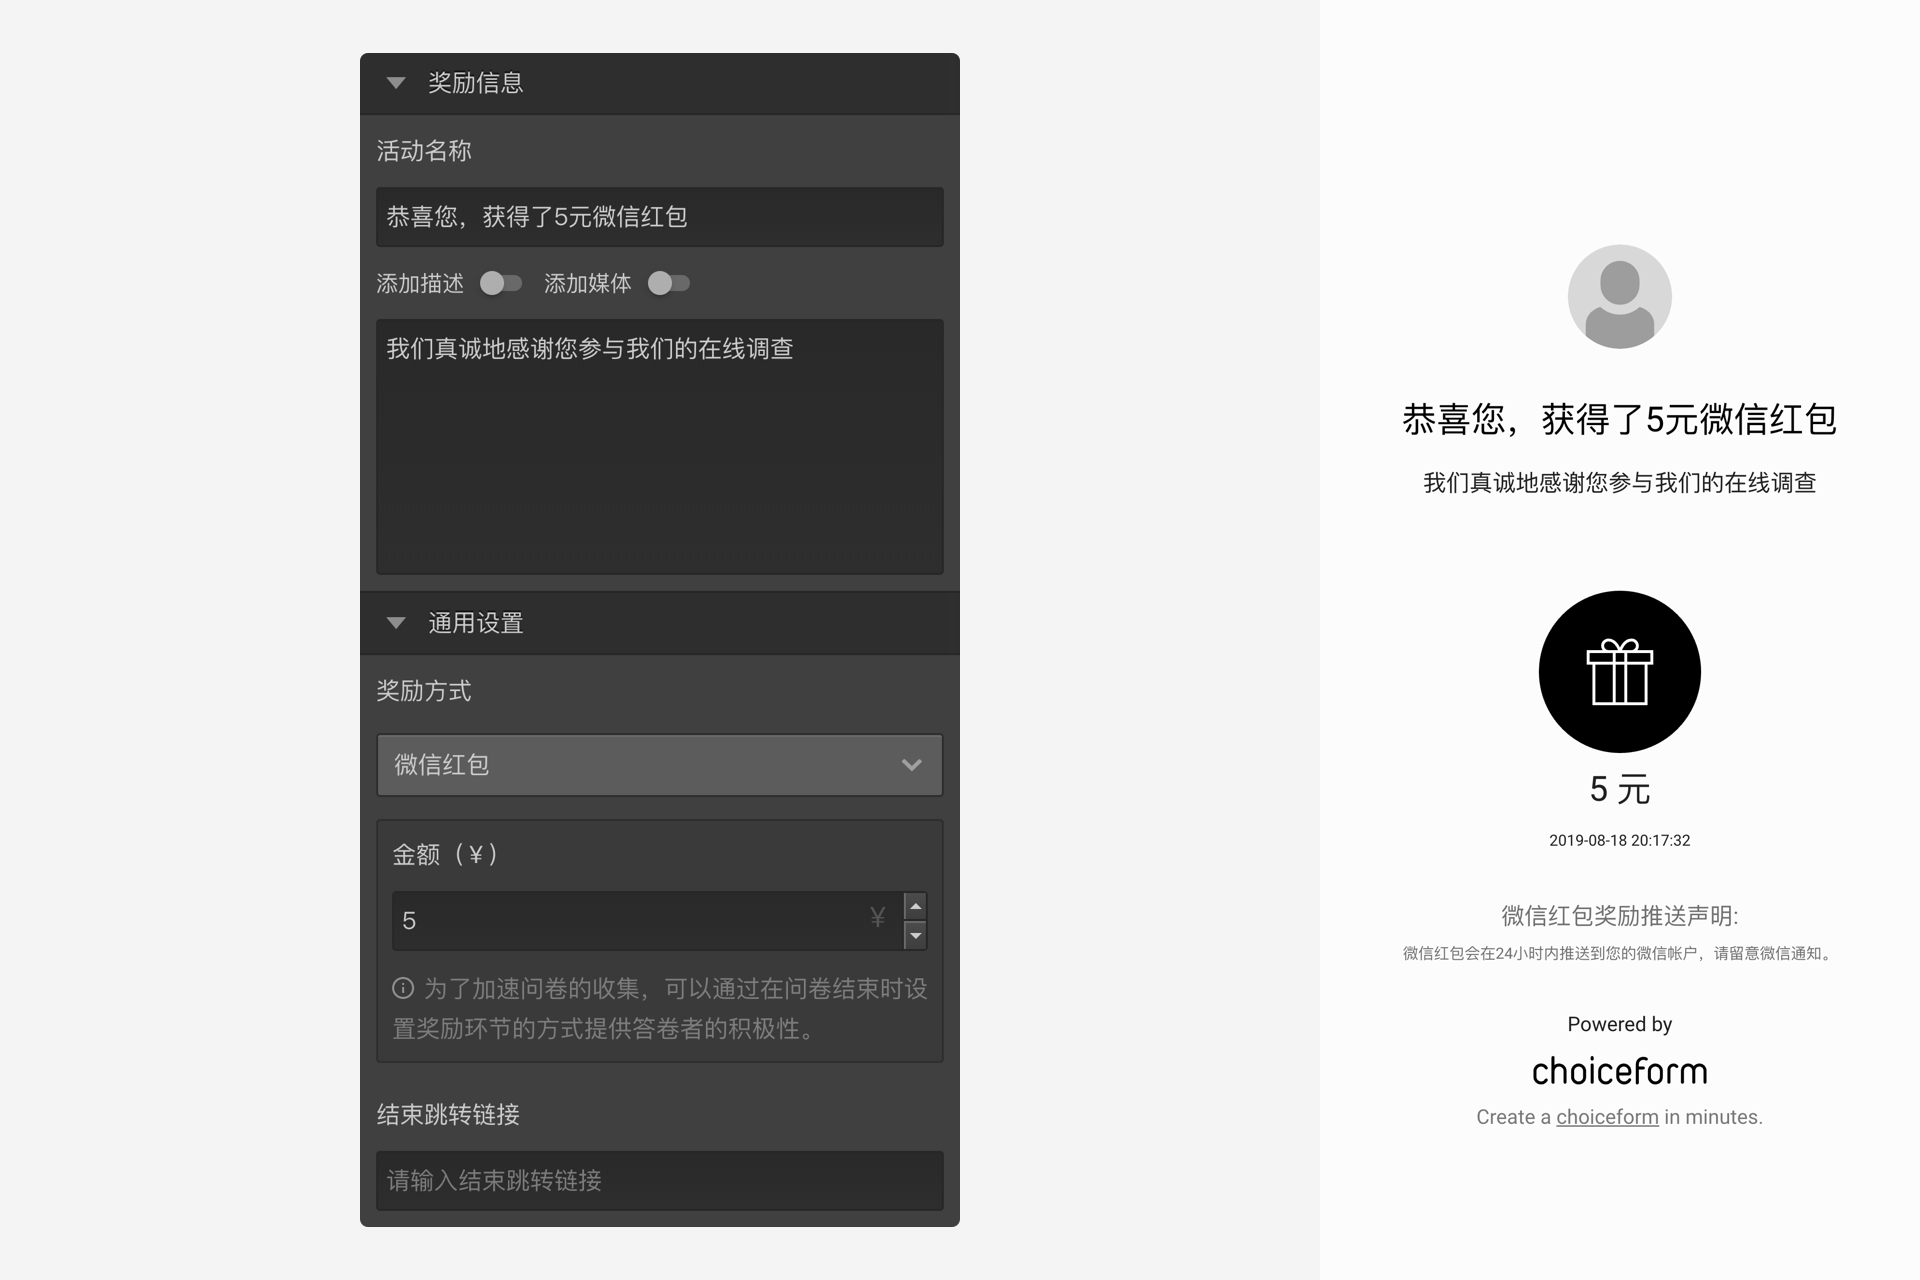 奖励信息
活动名称
恭喜您，获得了5元微信红包
添加描述 添加媒体
我们真诚地感谢您参与我们的在线调查
通用设置
奖励方式
微信红包
金额（¥）
5 ¥
为了加速问卷的收集，可以通过在问卷结束时设
置奖励环节的方式提供答卷者的积极性。
结束跳转链接
请输入结束跳转链接
恭喜您，获得了5元微信红包
我们真诚地感谢您参与我们的在线调查
5 元
2019-08-18 20:17:32
微信红包奖励推送声明:
微信红包会在24小时内推送到您的微信帐户，请留意微信通知。
Powered by
choiceform
Create a choiceform in minutes.